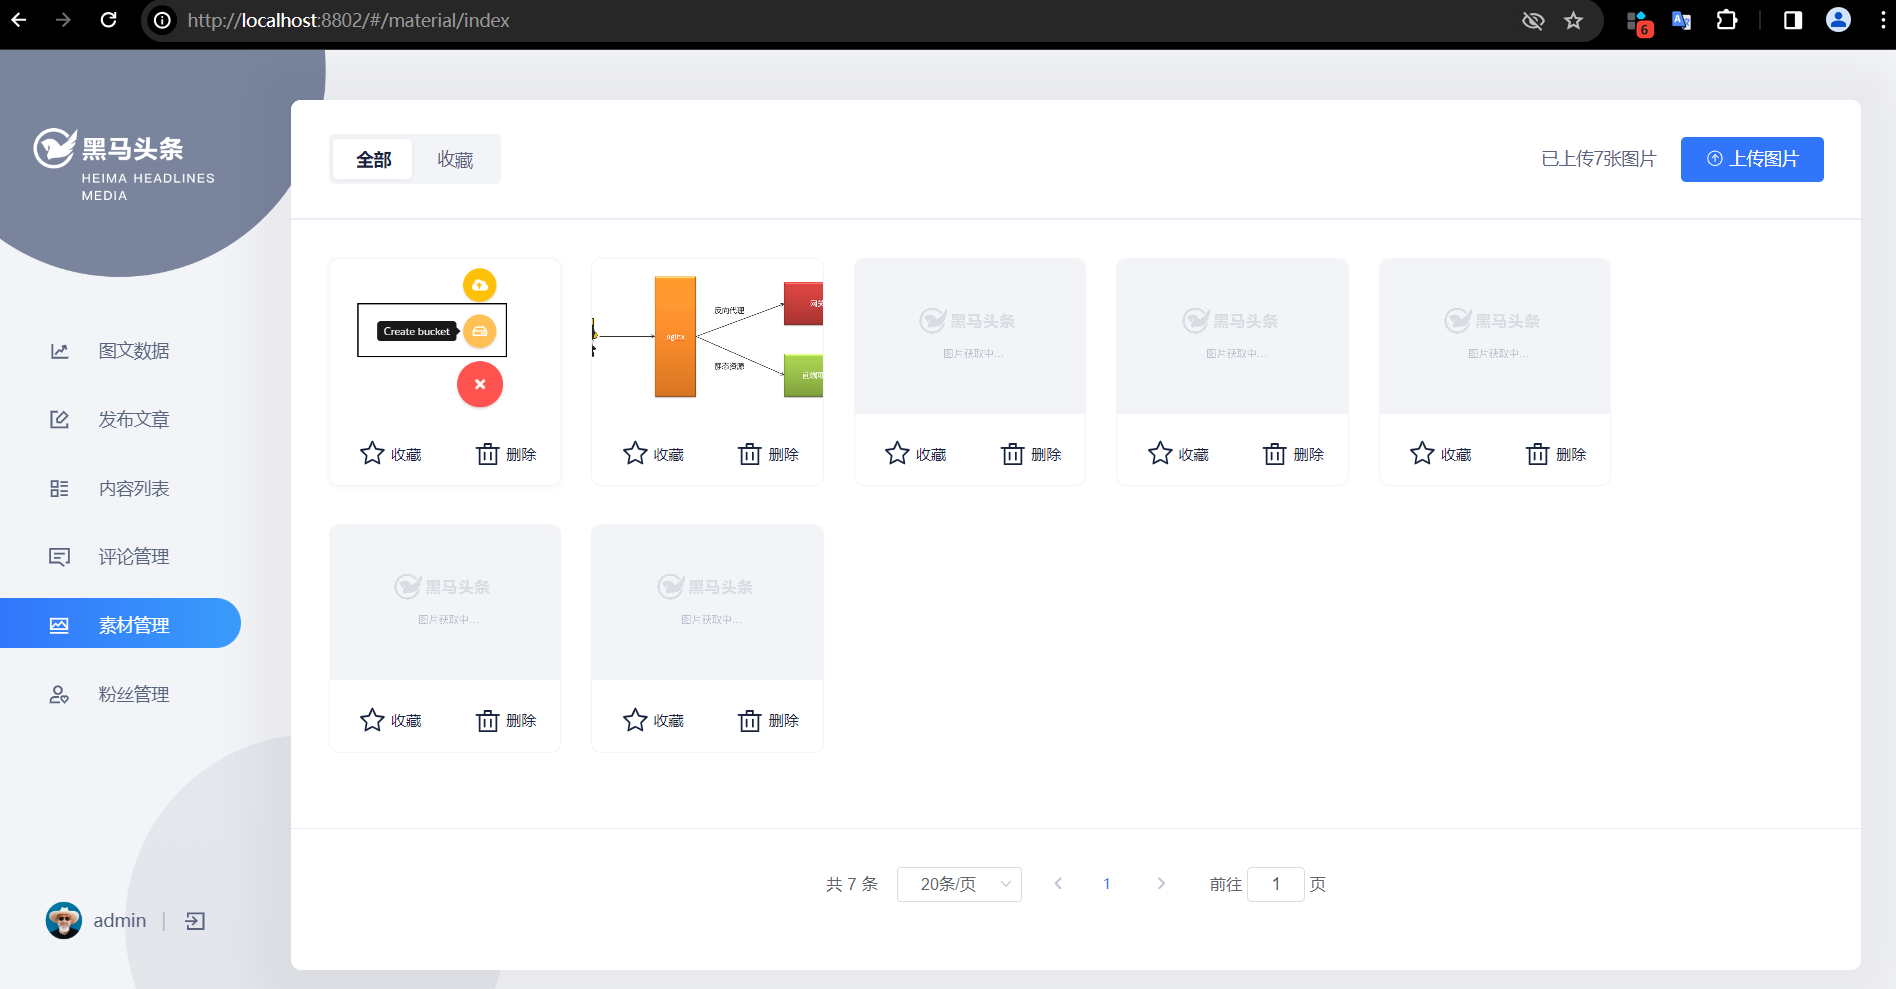 http://localhost:8802/#/material/index
6
黑马头条
HEIMA HEADLINES
MEDIA
图文数据
发布文章
内容列表
评论管理
素材管理
粉丝管理
admin
全部
收藏
已上传7张图片
上传图片
Create bucket
nginx
反向代理
静态资源
网关
收藏
删除
收藏
删除
黑马头条
图片获取中...
收藏
删除
黑马头条
图片获取中...
收藏
删除
黑马头条
图片获取中...
收藏
删除
黑马头条
图片获取中...
收藏
删除
黑马头条
图片获取中...
收藏
删除
共 7 条
20条/页
1
前往 1 页